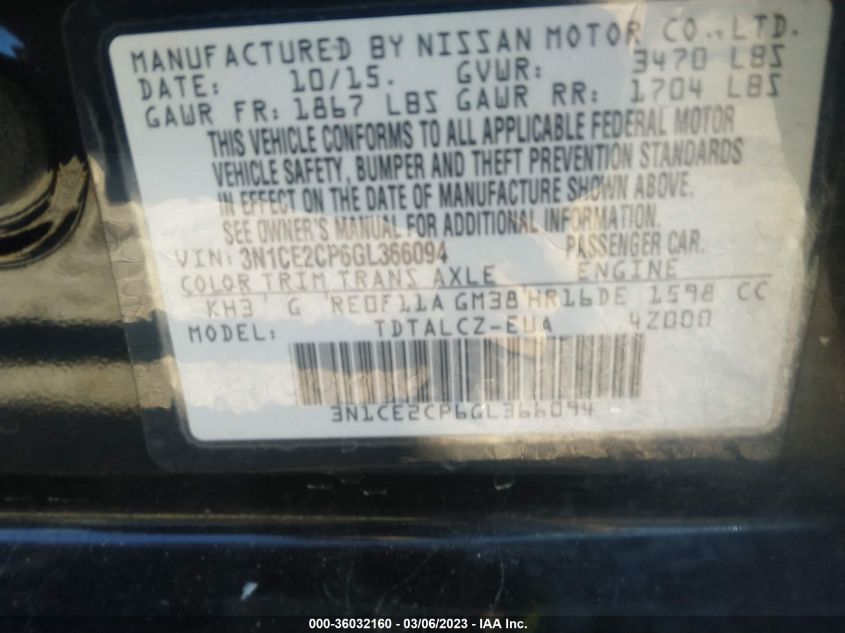 MANUFACTURED BY NISSAN MOTOR CO., LTD.
DATE: 10/15. GVWR: 3470 LBS
GAWR FR: 1867 LBS GAWR RR: 1704 LBS
THIS VEHICLE CONFORMS TO ALL APPLICABLE FEDERAL MOTOR
VEHICLE SAFETY, BUMPER AND THEFT PREVENTION STANDARDS
IN EFFECT ON THE DATE OF MANUFACTURE SHOWN ABOVE.
SEE OWNER'S MANUAL FOR ADDITIONAL INFORMATION.
VIN: 3N1CE2CP6GL366094 PASSENGER CAR.
COLOR TRIM TRANS AXLE ENGINE
KH3 G RE0F11A GM38 HR16DE 1598 CC
MODEL: TDTALCZ-EUA 4Z000
3N1CE2CP6GL366094
000-36032160 - 03/06/2023 - IAA Inc.